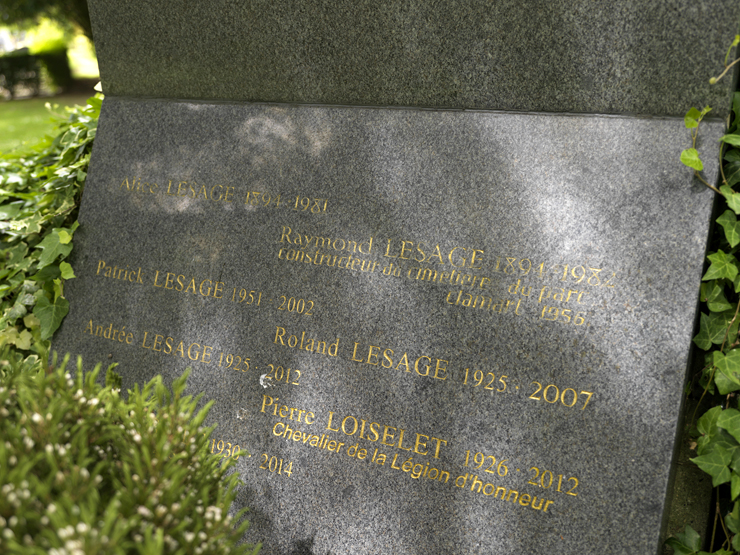 Alice LESAGE 1894-1981
Raymond LESAGE 1894-1982
constructeur du cimetière du parc
clamart 1956
Patrick LESAGE 1951 - 2002
Roland LESAGE 1925 - 2007
Andrée LESAGE 1925 - 2012
Pierre LOISELET 1926 - 2012
Chevalier de la Légion d'honneur
1930 - 2014